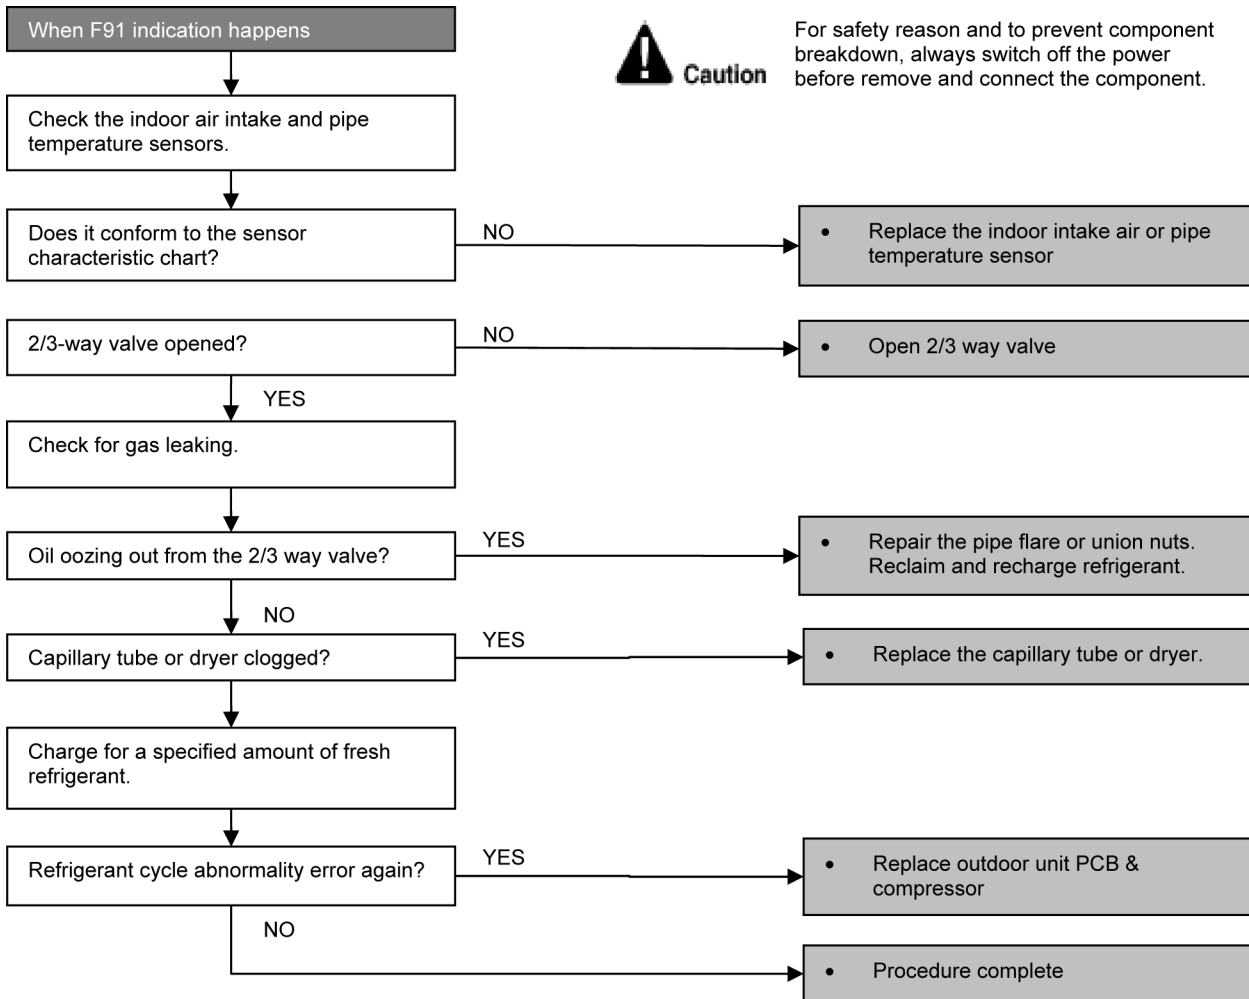 When F91 indication happens
Caution
For safety reason and to prevent component
breakdown, always switch off the power
before remove and connect the component.
Check the indoor air intake and pipe
temperature sensors.
Does it conform to the sensor
characteristic chart?
NO
• Replace the indoor intake air or pipe
temperature sensor
2/3-way valve opened?
NO
• Open 2/3 way valve
YES
Check for gas leaking.
Oil oozing out from the 2/3 way valve?
YES
• Repair the pipe flare or union nuts.
Reclaim and recharge refrigerant.
NO
Capillary tube or dryer clogged?
YES
• Replace the capillary tube or dryer.
Charge for a specified amount of fresh
refrigerant.
Refrigerant cycle abnormality error again?
YES
• Replace outdoor unit PCB &
compressor
NO
• Procedure complete